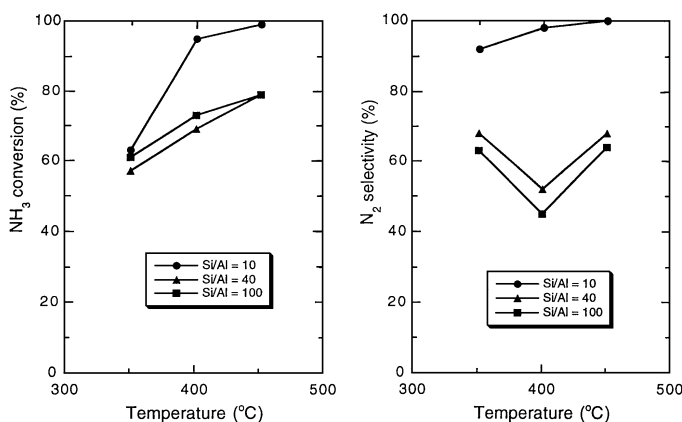 100
80
60
40
20
0
300
400
500
NH3 conversion (%)
Temperature (°C)
Si/Al = 10
Si/Al = 40
Si/Al = 100
100
80
60
40
20
0
300
400
500
N2 selectivity (%)
Temperature (°C)
Si/Al = 10
Si/Al = 40
Si/Al = 100